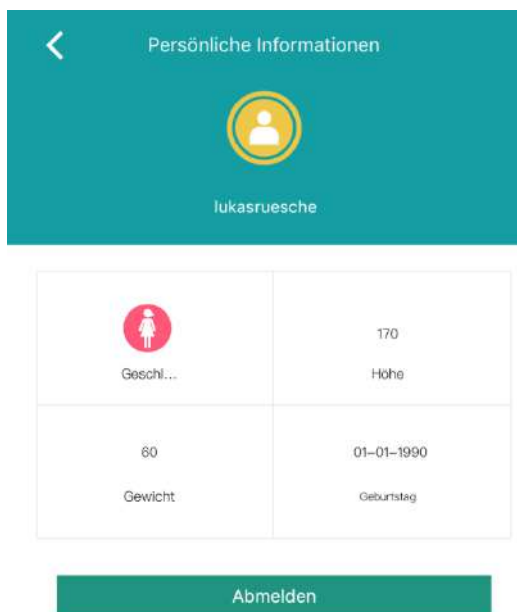 Persönliche Informationen
lukasruesche
Geschl...
170
Höhe
60
Gewicht
01-01-1990
Geburtstag
Abmelden